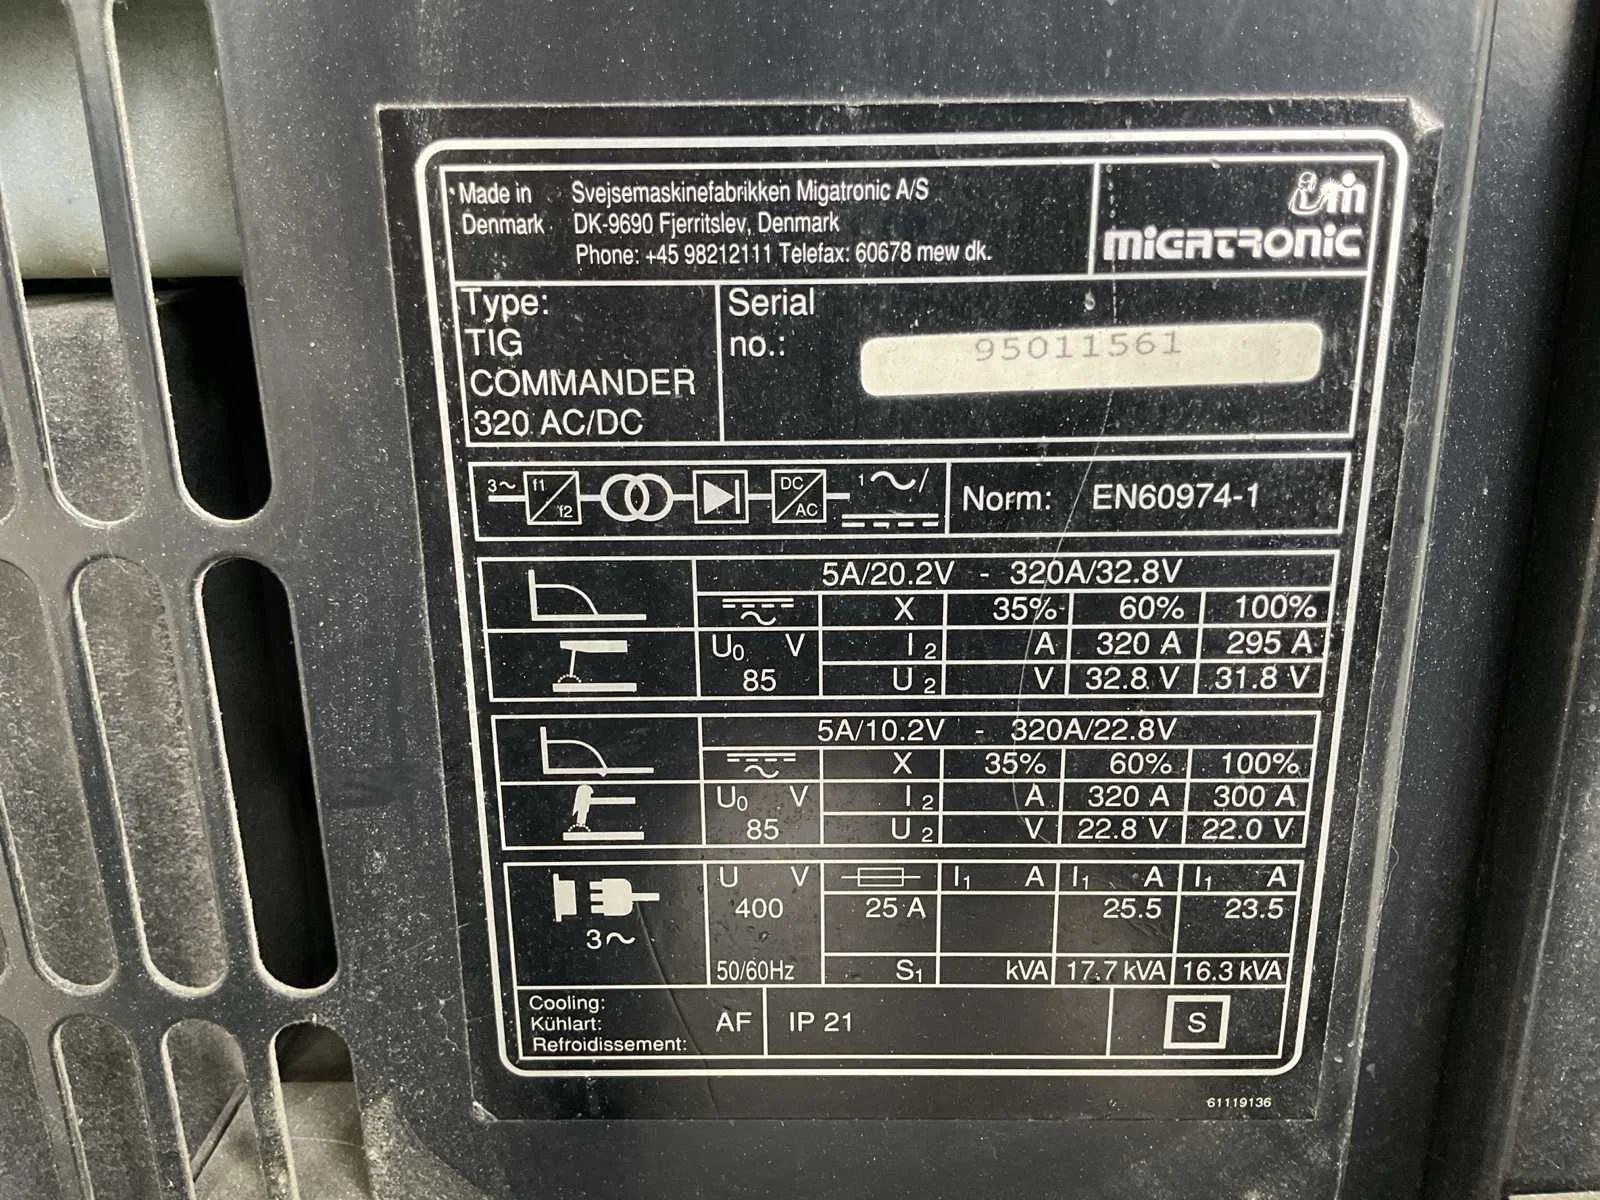 Made in Svejsemaskinefabrikken Migatronic A/S
Denmark DK-9690 Fjerritslev, Denmark
Phone: +45 98212111 Telefax: 60678 mew dk.
MIGATRONIC
Type:
TIG
COMMANDER
320 AC/DC
Serial
no.: 95011561
3~ f1/f2 DC/AC 1~/
Norm: EN60974-1
5A/20.2V - 320A/32.8V
X 35% 60% 100%
U0 V I2 A 320 A 295 A
85 U2 V 32.8 V 31.8 V
5A/10.2V - 320A/22.8V
X 35% 60% 100%
U0 V I2 A 320 A 300 A
85 U2 V 22.8 V 22.0 V
U V I1 A I1 A I1 A
400 25 A 25.5 23.5
3~
50/60Hz S1 kVA 17.7 kVA 16.3 kVA
Cooling:
Kühlart: AF IP 21 S
Refroidissement:
61119136